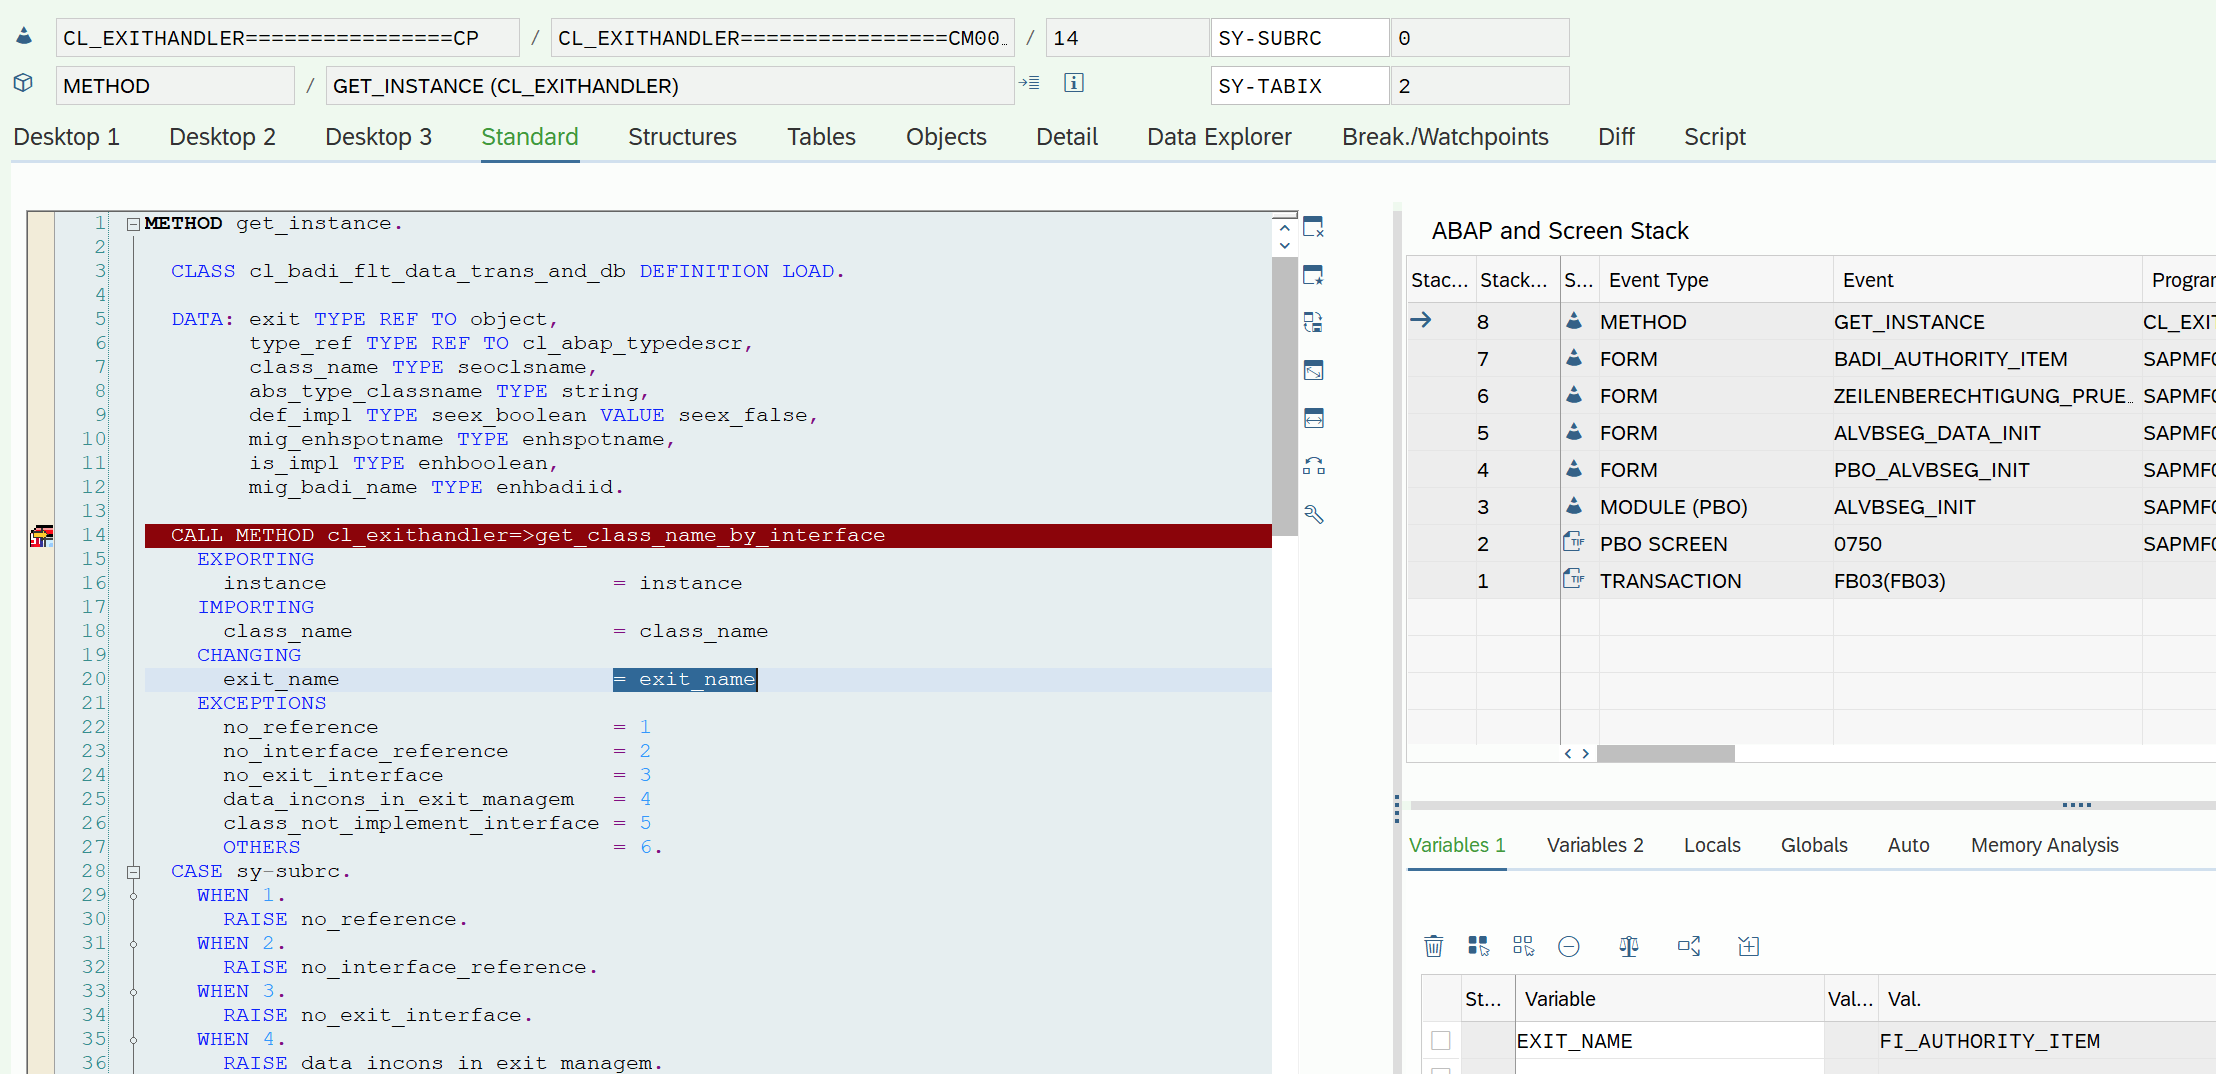 CL_EXITHANDLER================CP / CL_EXITHANDLER================CM00… / 14 SY-SUBRC 0
METHOD / GET_INSTANCE (CL_EXITHANDLER) SY-TABIX 2
Desktop 1 Desktop 2 Desktop 3 Standard Structures Tables Objects Detail Data Explorer Break./Watchpoints Diff Script
1 METHOD get_instance.
2
3 CLASS cl_badi_flt_data_trans_and_db DEFINITION LOAD.
4
5 DATA: exit TYPE REF TO object,
6 type_ref TYPE REF TO cl_abap_typedescr,
7 class_name TYPE seoclsname,
8 abs_type_classname TYPE string,
9 def_impl TYPE seex_boolean VALUE seex_false,
10 mig_enhspotname TYPE enhspotname,
11 is_impl TYPE enhboolean,
12 mig_badi_name TYPE enhbadiid.
13
14 CALL METHOD cl_exithandler=>get_class_name_by_interface
15 EXPORTING
16 instance = instance
17 IMPORTING
18 class_name = class_name
19 CHANGING
20 exit_name = exit_name
21 EXCEPTIONS
22 no_reference = 1
23 no_interface_reference = 2
24 no_exit_interface = 3
25 data_incons_in_exit_managem = 4
26 class_not_implement_interface = 5
27 OTHERS = 6.
28 CASE sy-subrc.
29 WHEN 1.
30 RAISE no_reference.
31 WHEN 2.
32 RAISE no_interface_reference.
33 WHEN 3.
34 RAISE no_exit_interface.
35 WHEN 4.
36 RAISE data_incons_in_exit_managem.
ABAP and Screen Stack
Stac... Stack... S... Event Type Event Program
8 METHOD GET_INSTANCE CL_EXIT
7 FORM BADI_AUTHORITY_ITEM SAPMF0
6 FORM ZEILENBERECHTIGUNG_PRUE… SAPMF0
5 FORM ALVBSEG_DATA_INIT SAPMF0
4 FORM PBO_ALVBSEG_INIT SAPMF0
3 MODULE (PBO) ALVBSEG_INIT SAPMF0
2 TIF PBO SCREEN 0750 SAPMF0
1 TIF TRANSACTION FB03(FB03)
Variables 1 Variables 2 Locals Globals Auto Memory Analysis
St... Variable Val... Val.
EXIT_NAME FI_AUTHORITY_ITEM